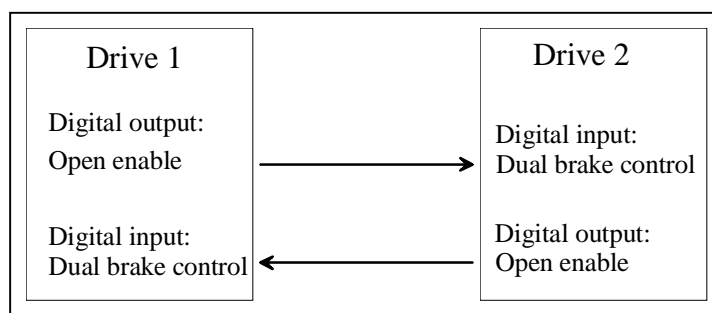 Drive 1
Digital output:
Open enable
Digital input:
Dual brake control
Drive 2
Digital input:
Dual brake control
Digital output:
Open enable